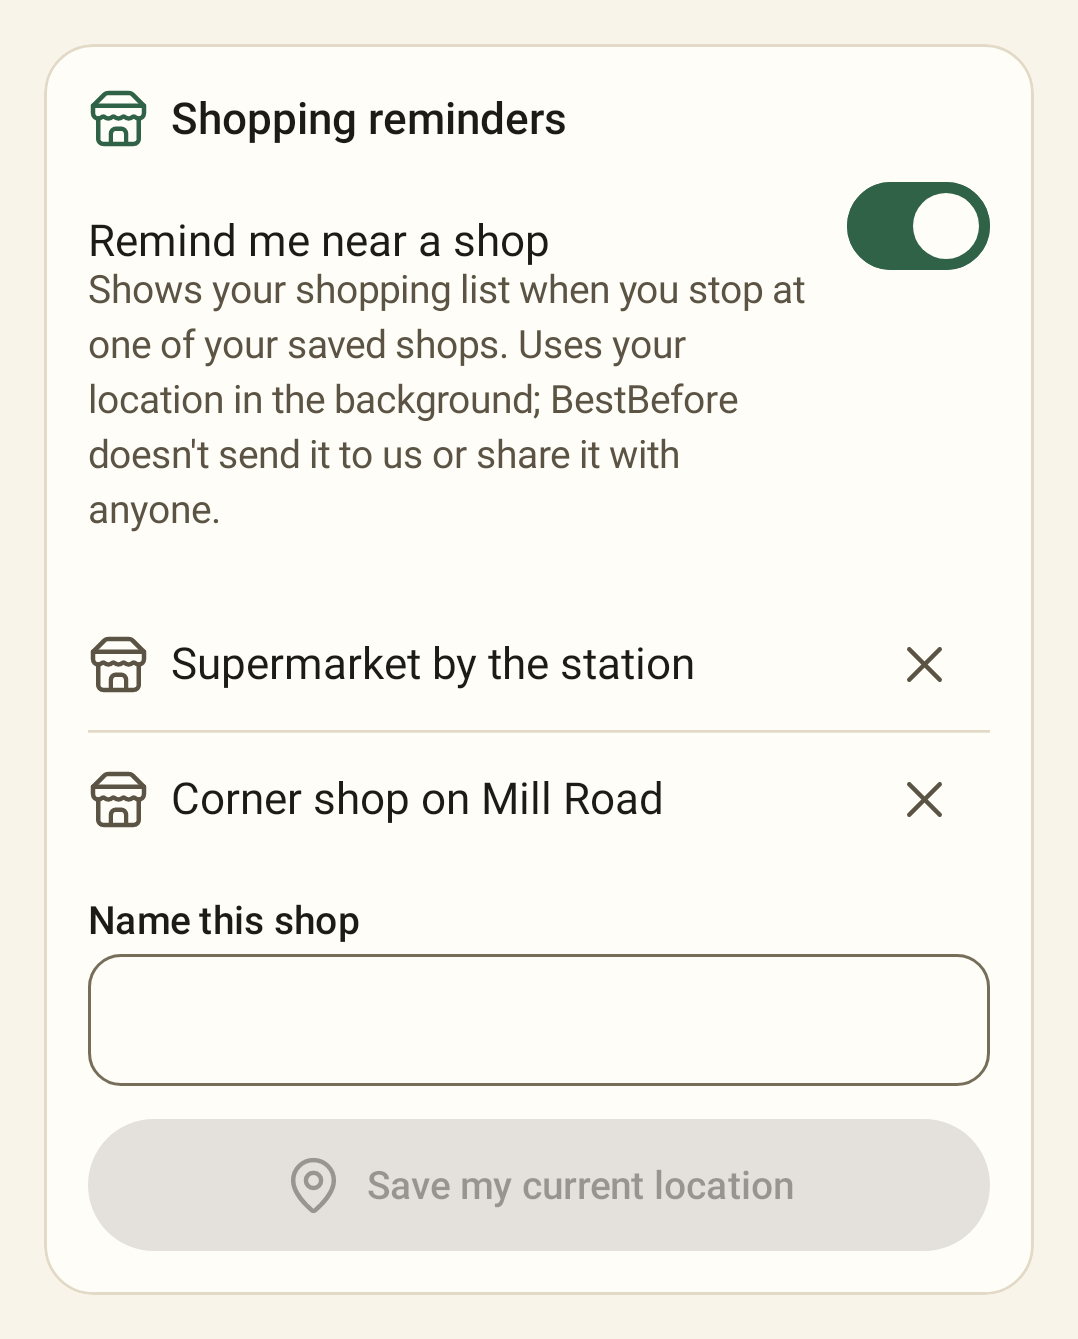 Shopping reminders
Remind me near a shop
Shows your shopping list when you stop at
one of your saved shops. Uses your
location in the background; BestBefore
doesn't send it to us or share it with
anyone.
Supermarket by the station
Corner shop on Mill Road
Name this shop
Save my current location